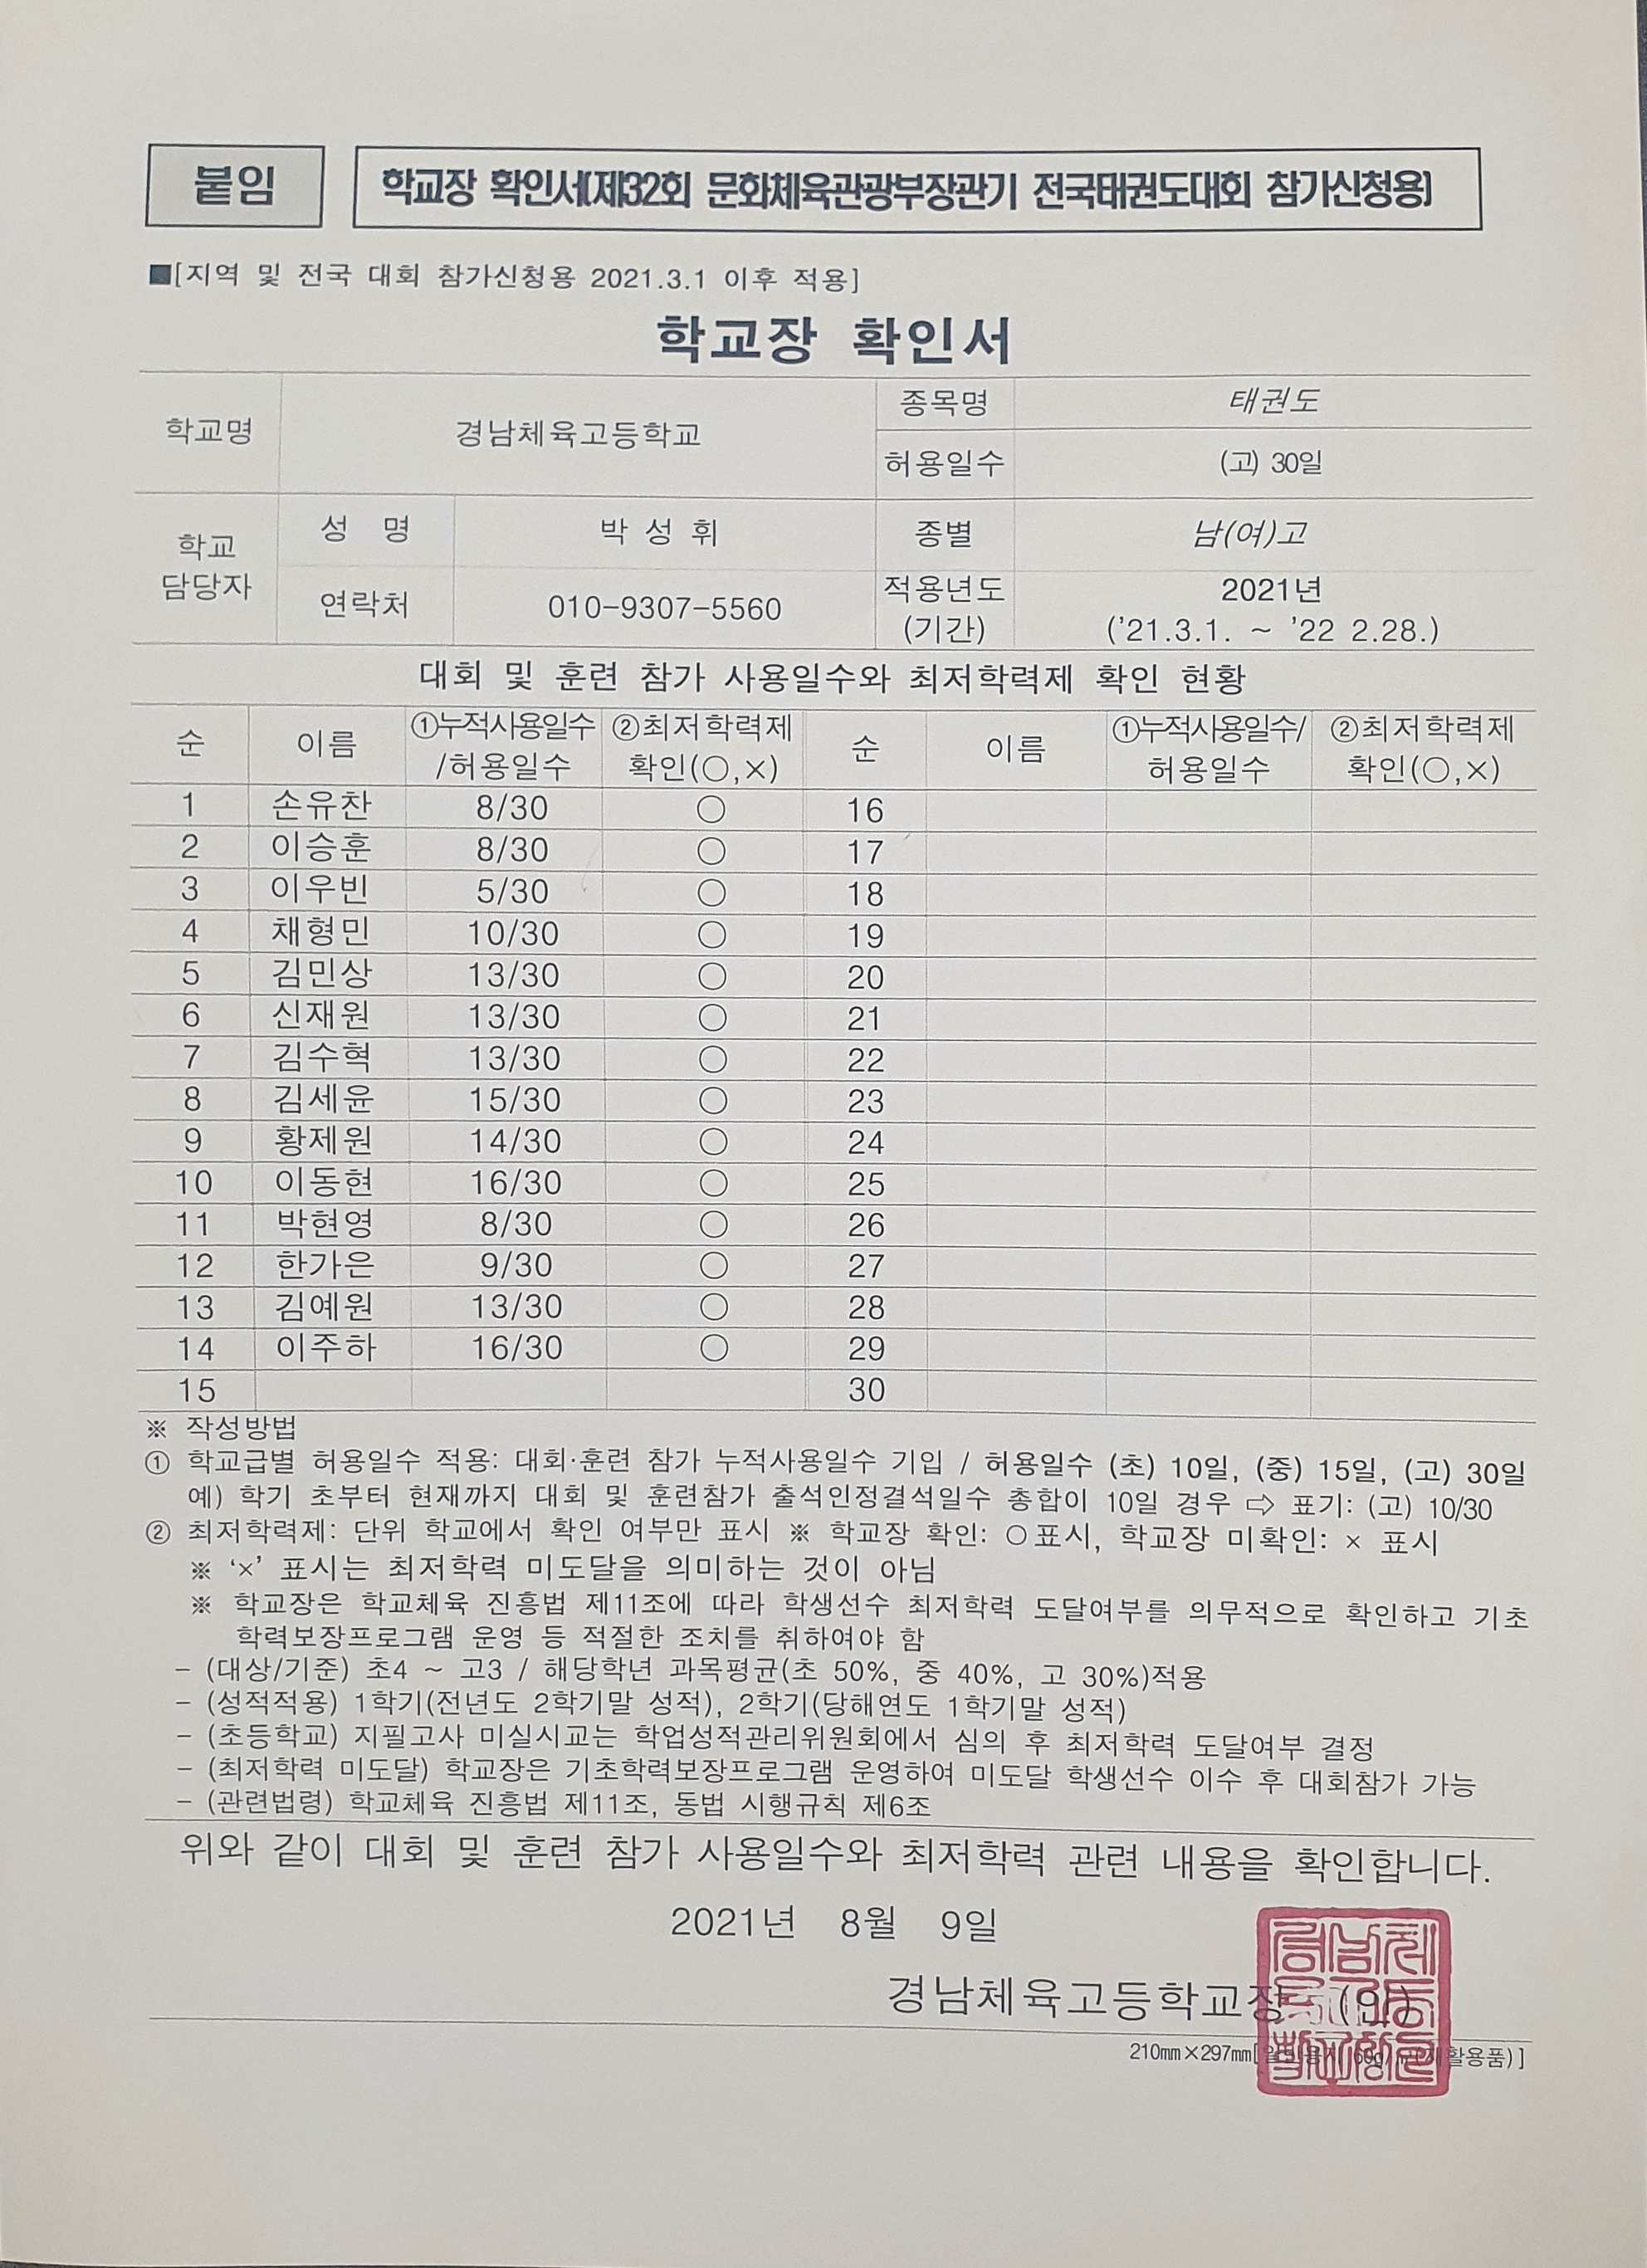 붙임
학교장 확인서(제32회 문화체육관광부장관기 전국태권도대회 참가신청용)
■[지역 및 전국 대회 참가신청용 2021.3.1 이후 적용]
학교장 확인서
학교명 경남체육고등학교 종목명 태권도
허용일수 (고) 30일
학교 담당자 성 명 박 성 휘 종별 남(여)고
연락처 010-9307-5560 적용년도 (기간) 2021년 ('21.3.1. ~ '22 2.28.)
대회 및 훈련 참가 사용일수와 최저학력제 확인 현황
순 이름 ①누적사용일수/허용일수 ②최저학력제 확인(○,×) 순 이름 ①누적사용일수/허용일수 ②최저학력제 확인(○,×)
1 손유찬 8/30 ○ 16
2 이승훈 8/30 ○ 17
3 이우빈 5/30 ○ 18
4 채형민 10/30 ○ 19
5 김민상 13/30 ○ 20
6 신재원 13/30 ○ 21
7 김수혁 13/30 ○ 22
8 김세윤 15/30 ○ 23
9 황제원 14/30 ○ 24
10 이동현 16/30 ○ 25
11 박현영 8/30 ○ 26
12 한가은 9/30 ○ 27
13 김예원 13/30 ○ 28
14 이주하 16/30 ○ 29
15 30
※ 작성방법
① 학교급별 허용일수 적용: 대회·훈련 참가 누적사용일수 기입 / 허용일수 (초) 10일, (중) 15일, (고) 30일
예) 학기 초부터 현재까지 대회 및 훈련참가 출석인정결석일수 총합이 10일 경우 ⇨ 표기: (고) 10/30
② 최저학력제: 단위 학교에서 확인 여부만 표시 ※ 학교장 확인: ○표시, 학교장 미확인: × 표시
※ '×' 표시는 최저학력 미도달을 의미하는 것이 아님
※ 학교장은 학교체육 진흥법 제11조에 따라 학생선수 최저학력 도달여부를 의무적으로 확인하고 기초
학력보장프로그램 운영 등 적절한 조치를 취하여야 함
- (대상/기준) 초4 ~ 고3 / 해당학년 과목평균(초 50%, 중 40%, 고 30%)적용
- (성적적용) 1학기(전년도 2학기말 성적), 2학기(당해연도 1학기말 성적)
- (초등학교) 지필고사 미실시교는 학업성적관리위원회에서 심의 후 최저학력 도달여부 결정
- (최저학력 미도달) 학교장은 기초학력보장프로그램 운영하여 미도달 학생선수 이수 후 대회참가 가능
- (관련법령) 학교체육 진흥법 제11조, 동법 시행규칙 제6조
위와 같이 대회 및 훈련 참가 사용일수와 최저학력 관련 내용을 확인합니다.
2021년 8월 9일
경남체육고등학교장 (인)
210㎜×297㎜[일반용지 60g/㎡(재활용품)]